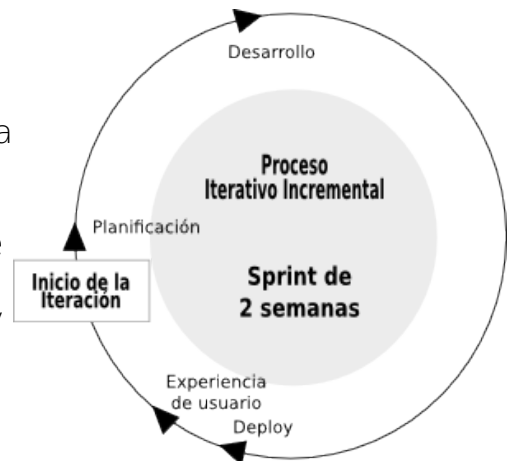 Desarrollo
a
Proceso
Iterativo Incremental
Planificación
e
Inicio de la
Iteración
Sprint de
2 semanas
Experiencia
de usuario
Deploy